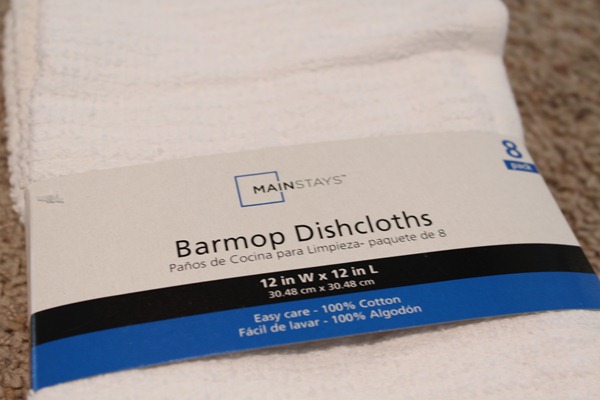 MAINSTAYS™
8
pack
Barmop Dishcloths
Paños de Cocina para Limpieza- paquete de 8
12 in W x 12 in L
30.48 cm x 30.48 cm
Easy care - 100% Cotton
Fácil de lavar - 100% Algodón